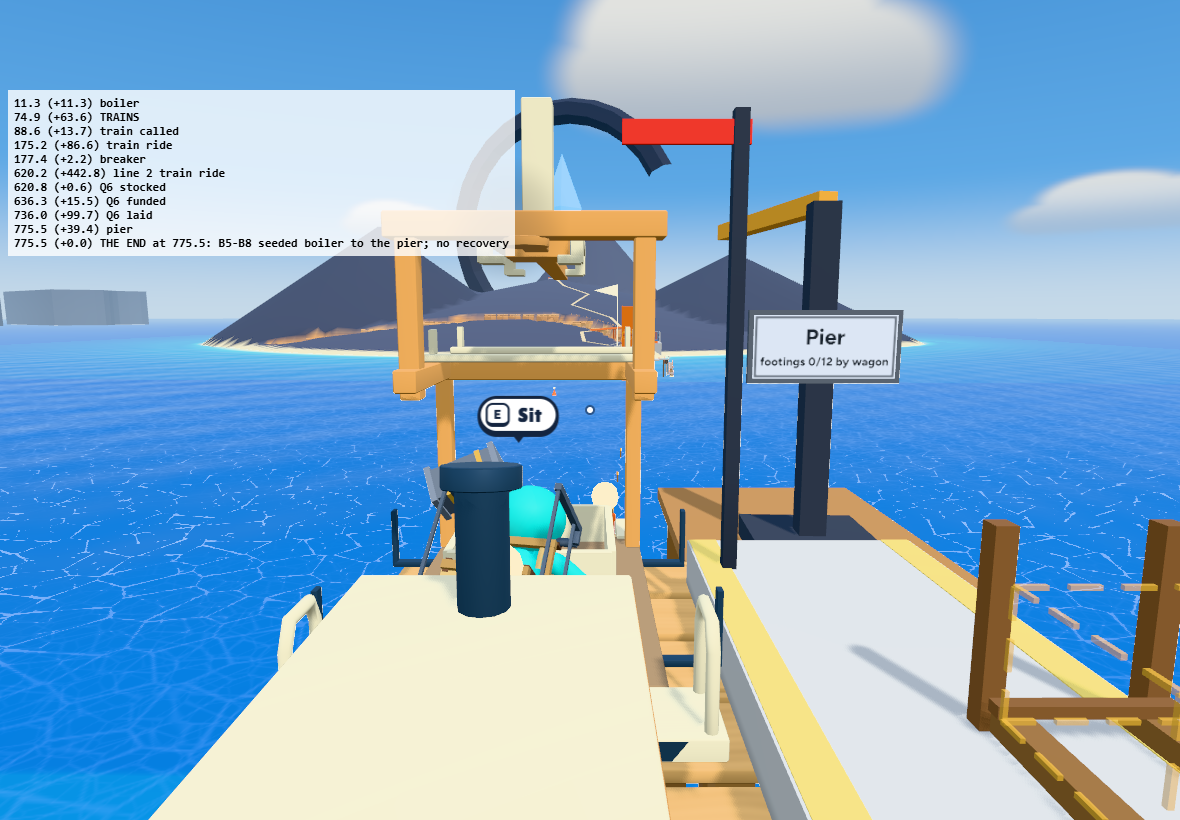 11.3 (+11.3) boiler
74.9 (+63.6) TRAINS
88.6 (+13.7) train called
175.2 (+86.6) train ride
177.4 (+2.2) breaker
620.2 (+442.8) line 2 train ride
620.8 (+0.6) Q6 stocked
636.3 (+15.5) Q6 funded
736.0 (+99.7) Q6 laid
775.5 (+39.4) pier
775.5 (+0.0) THE END at 775.5: B5-B8 seeded boiler to the pier; no recovery
Pier
footings 0/12 by wagon
E Sit